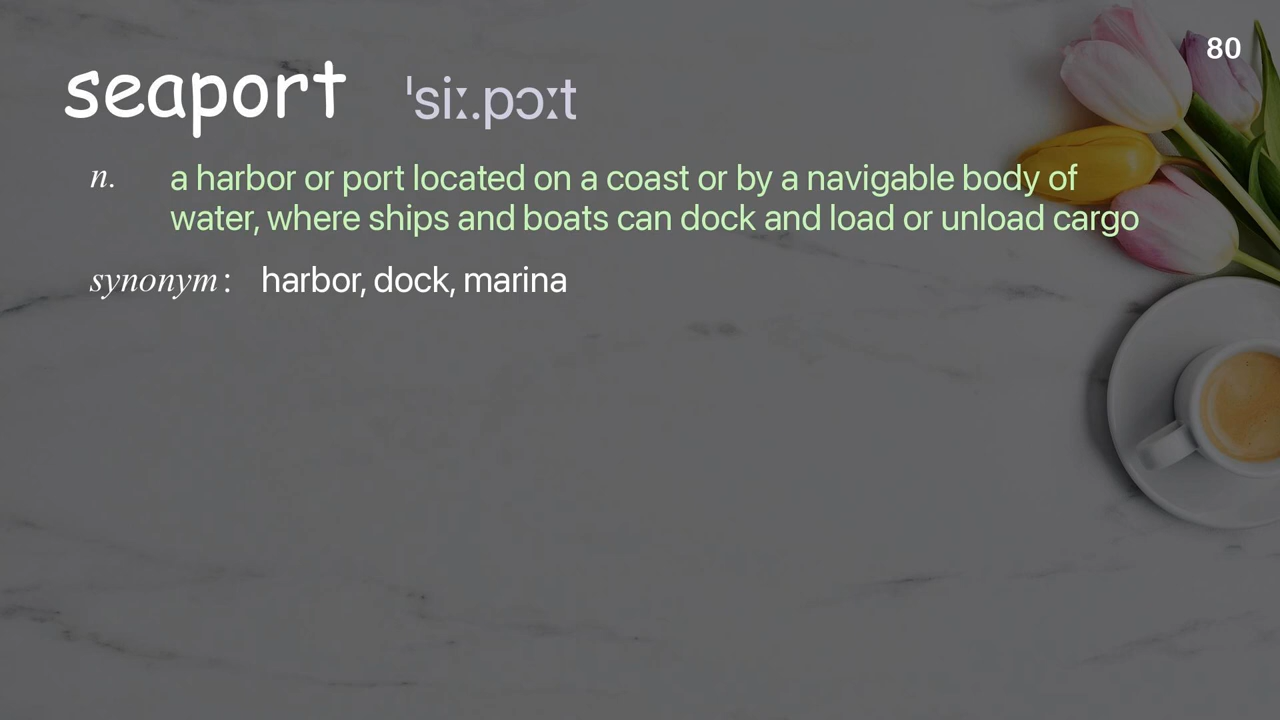 80
seaport ˈsiː.pɔːt
n. a harbor or port located on a coast or by a navigable body of
water, where ships and boats can dock and load or unload cargo
synonym: harbor, dock, marina